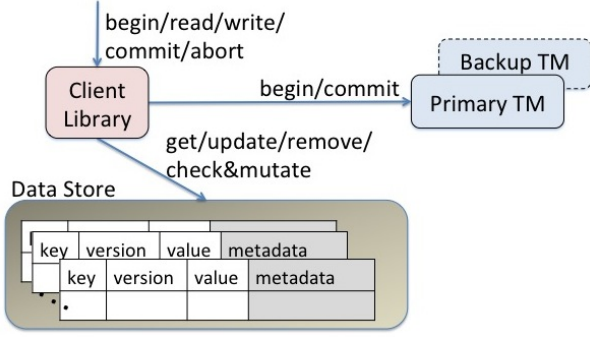 begin/read/write/
commit/abort
Client
Library
begin/commit
Backup TM
Primary TM
get/update/remove/
check&mutate
Data Store
key version value metadata
key version value metadata